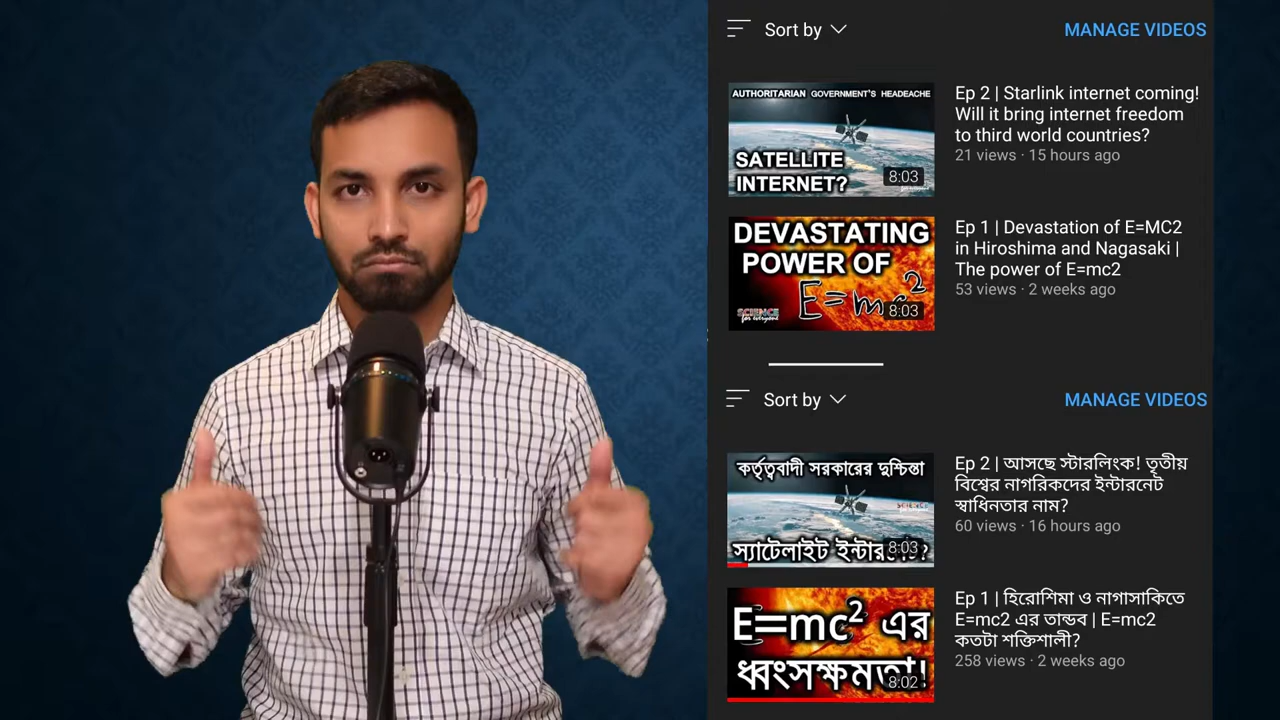 Sort by
MANAGE VIDEOS
AUTHORITARIAN GOVERNMENT'S HEADEACHE
SATELLITE
INTERNET?
8:03
Ep 2 | Starlink internet coming!
Will it bring internet freedom
to third world countries?
21 views · 15 hours ago
DEVASTATING
POWER OF
E=mc2
SCIENCE
for everyone
8:03
Ep 1 | Devastation of E=MC2
in Hiroshima and Nagasaki |
The power of E=mc2
53 views · 2 weeks ago
Sort by
MANAGE VIDEOS
কর্তৃত্ববাদী সরকারের দুশ্চিন্তা
স্যাটেলাইট
8:03
Ep 2 | আসছে স্টারলিংক! তৃতীয়
বিশ্বের নাগরিকদের ইন্টারনেট
স্বাধিনতার নাম?
60 views · 16 hours ago
E=mc² এর
ধ্বংসক্ষমতা!
8:02
Ep 1 | হিরোশিমা ও নাগাসাকিতে
E=mc2 এর তান্ডব | E=mc2
কতটা শক্তিশালী?
258 views · 2 weeks ago